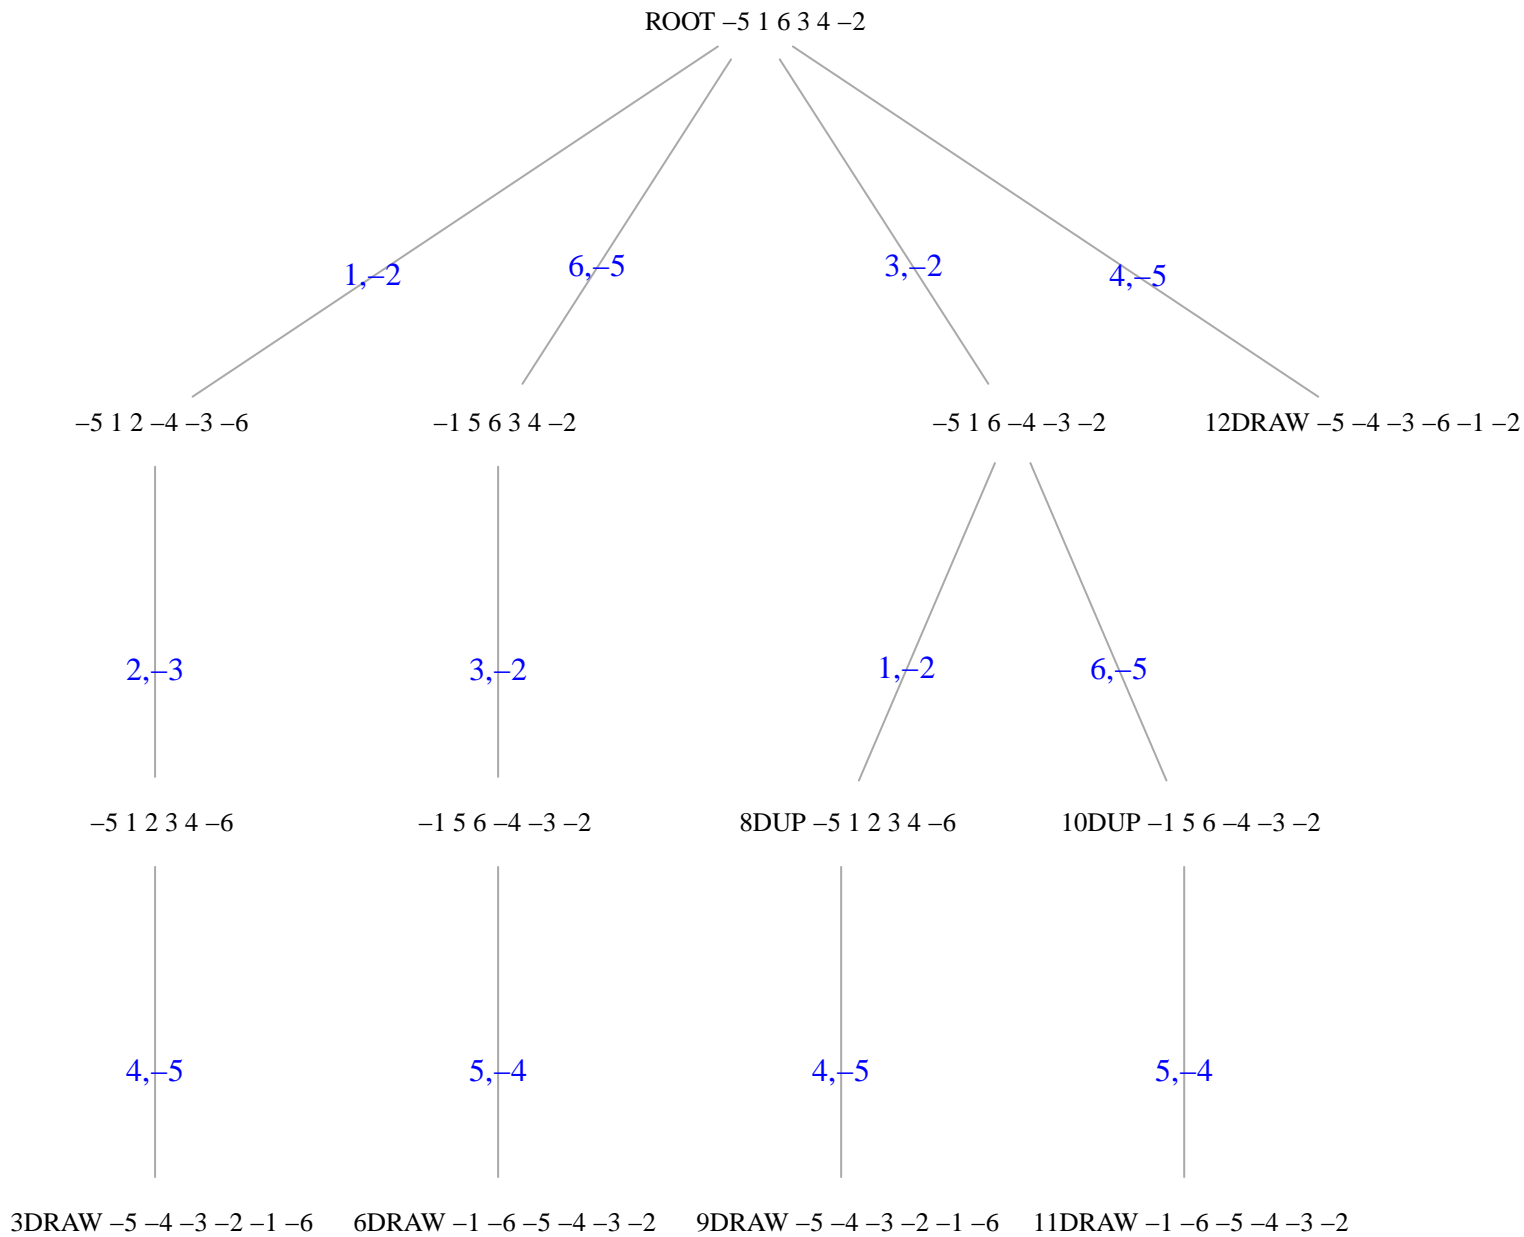 ROOT –5 1 6 3 4 –2
1,–2
6,–5
3,–2
4,–5
–5 1 2 –4 –3 –6
–1 5 6 3 4 –2
–5 1 6 –4 –3 –2
12DRAW –5 –4 –3 –6 –1 –2
2,–3
3,–2
1,–2
6,–5
–5 1 2 3 4 –6
–1 5 6 –4 –3 –2
8DUP –5 1 2 3 4 –6
10DUP –1 5 6 –4 –3 –2
4,–5
5,–4
4,–5
5,–4
3DRAW –5 –4 –3 –2 –1 –6
6DRAW –1 –6 –5 –4 –3 –2
9DRAW –5 –4 –3 –2 –1 –6
11DRAW –1 –6 –5 –4 –3 –2